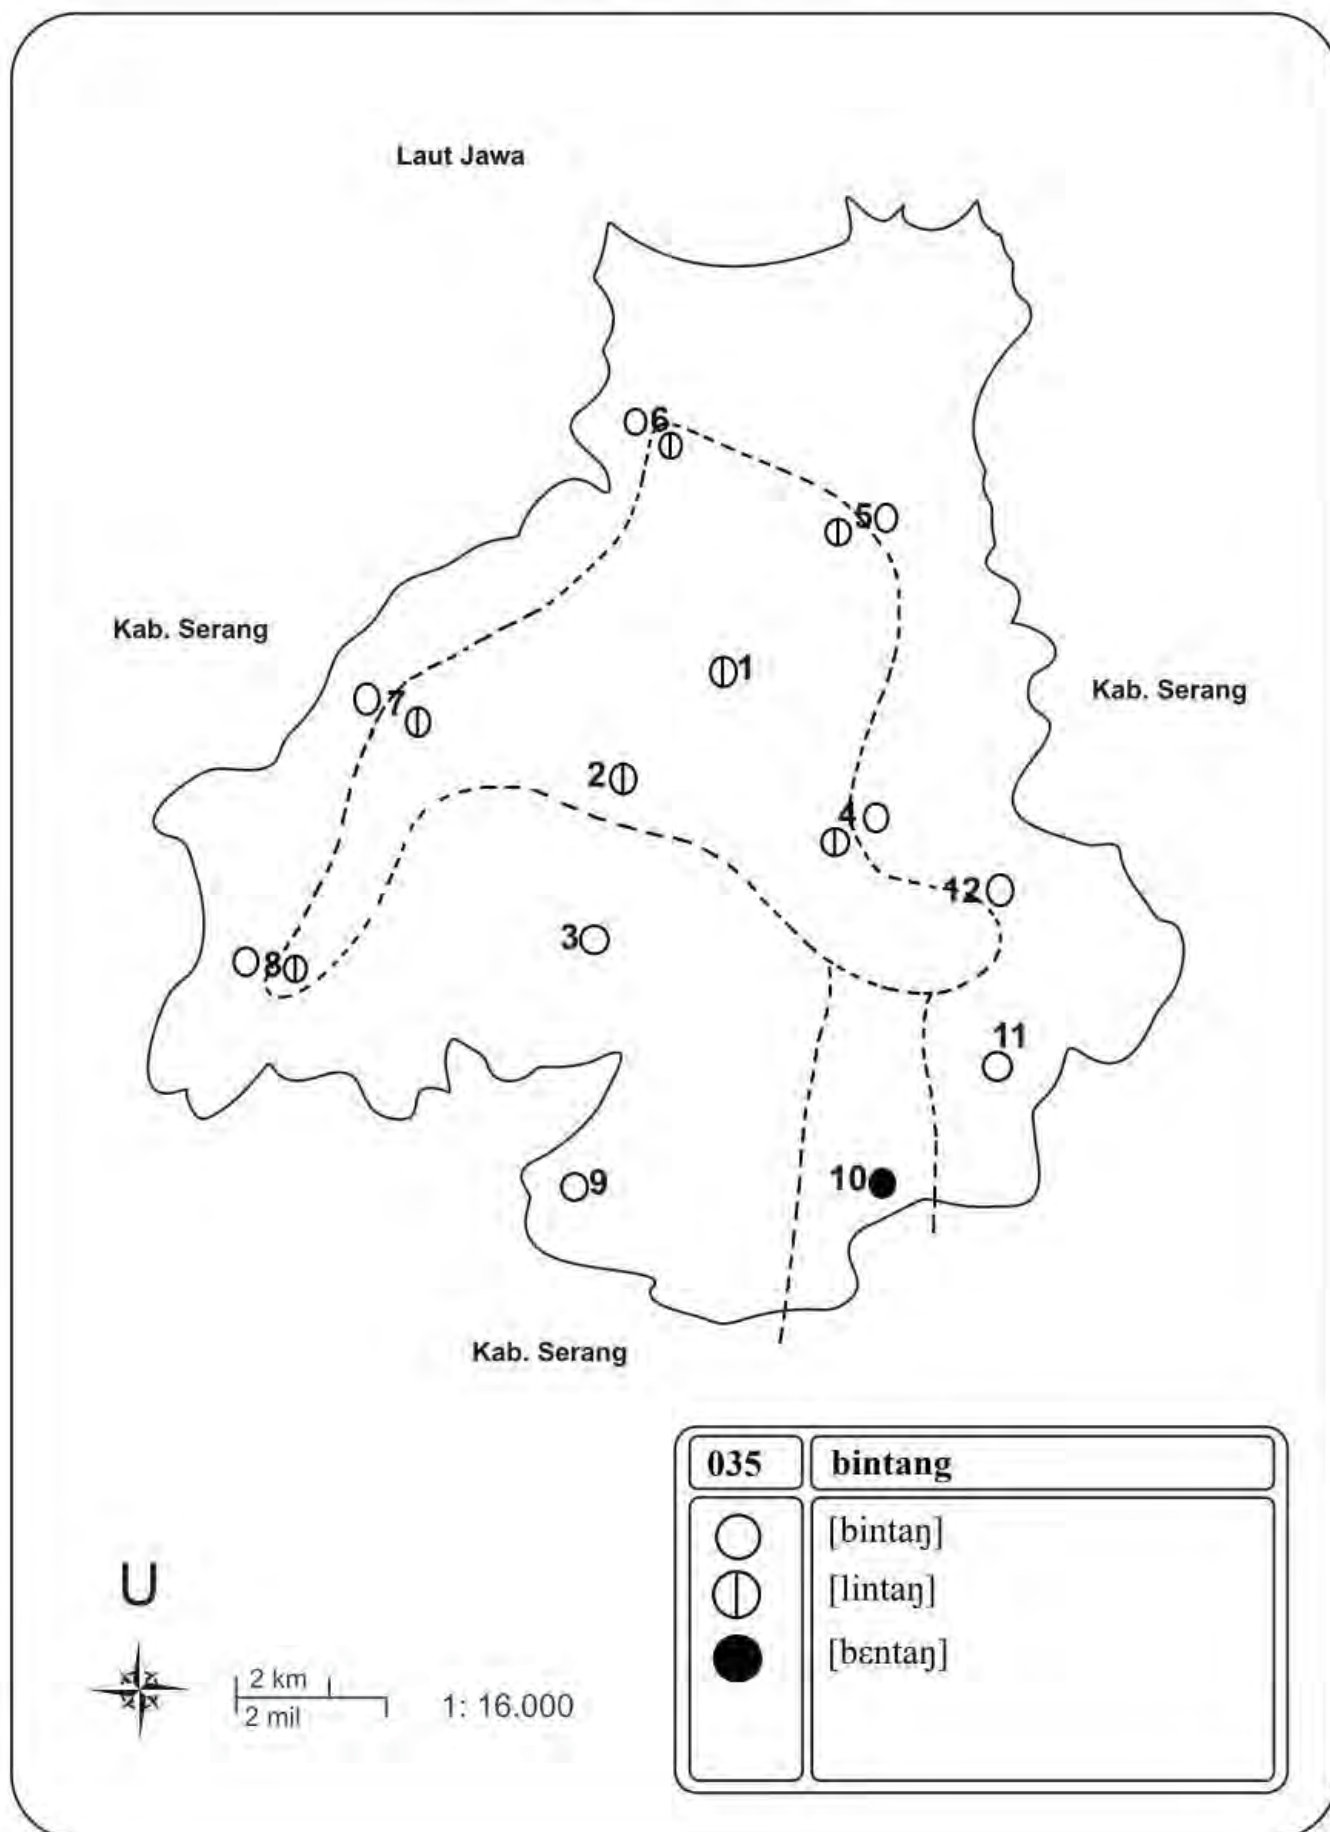 Laut Jawa
6
5
Kab. Serang
1
Kab. Serang
7
2
4
12
3
8
11
10
9
Kab. Serang
035 bintang
[bintaŋ]
[lintaŋ]
[bɛntaŋ]
U
2 km
2 mil
1: 16.000